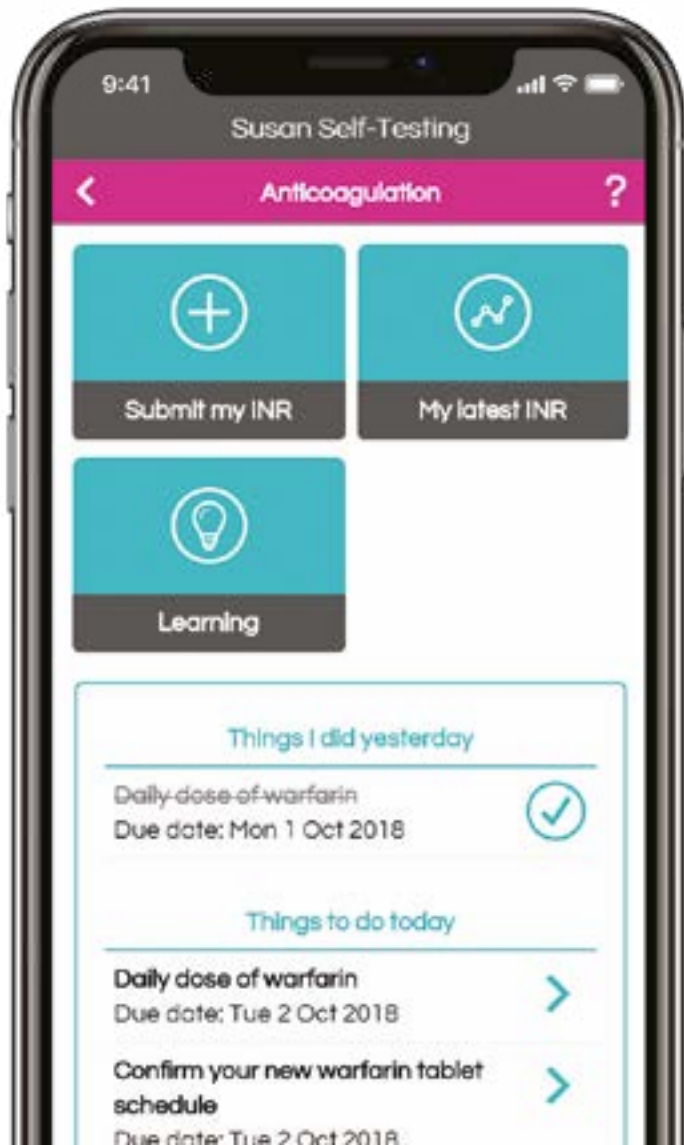 9:41
Susan Self-Testing
Anticoagulation
?
Submit my INR
My latest INR
Learning
Things I did yesterday
Daily dose of warfarin
Due date: Mon 1 Oct 2018
Things to do today
Daily dose of warfarin
Due date: Tue 2 Oct 2018
Confirm your new warfarin tablet
schedule
Due date: Tue 2 Oct 2018